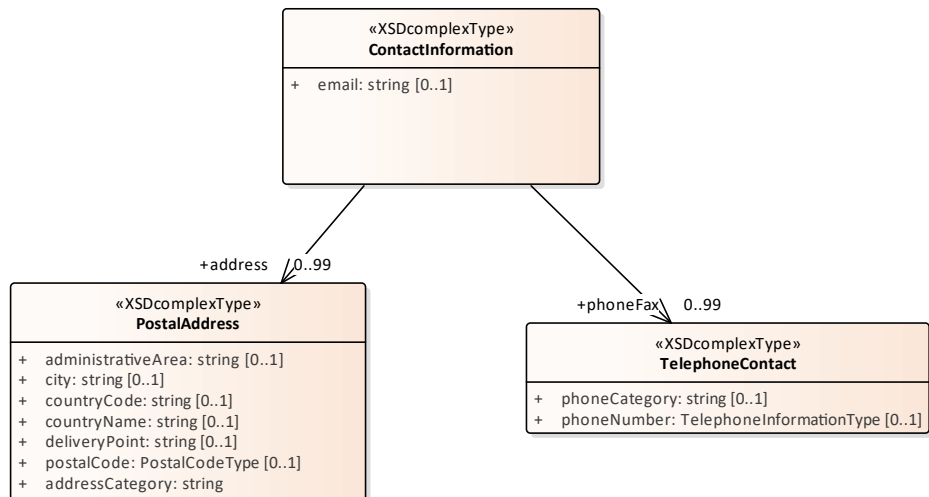 «XSDcomplexType»
ContactInformation
+ email: string [0..1]
+address 0..99
+phoneFax 0..99
«XSDcomplexType»
PostalAddress
+ administrativeArea: string [0..1]
+ city: string [0..1]
+ countryCode: string [0..1]
+ countryName: string [0..1]
+ deliveryPoint: string [0..1]
+ postalCode: PostalCodeType [0..1]
+ addressCategory: string
«XSDcomplexType»
TelephoneContact
+ phoneCategory: string [0..1]
+ phoneNumber: TelephoneInformationType [0..1]